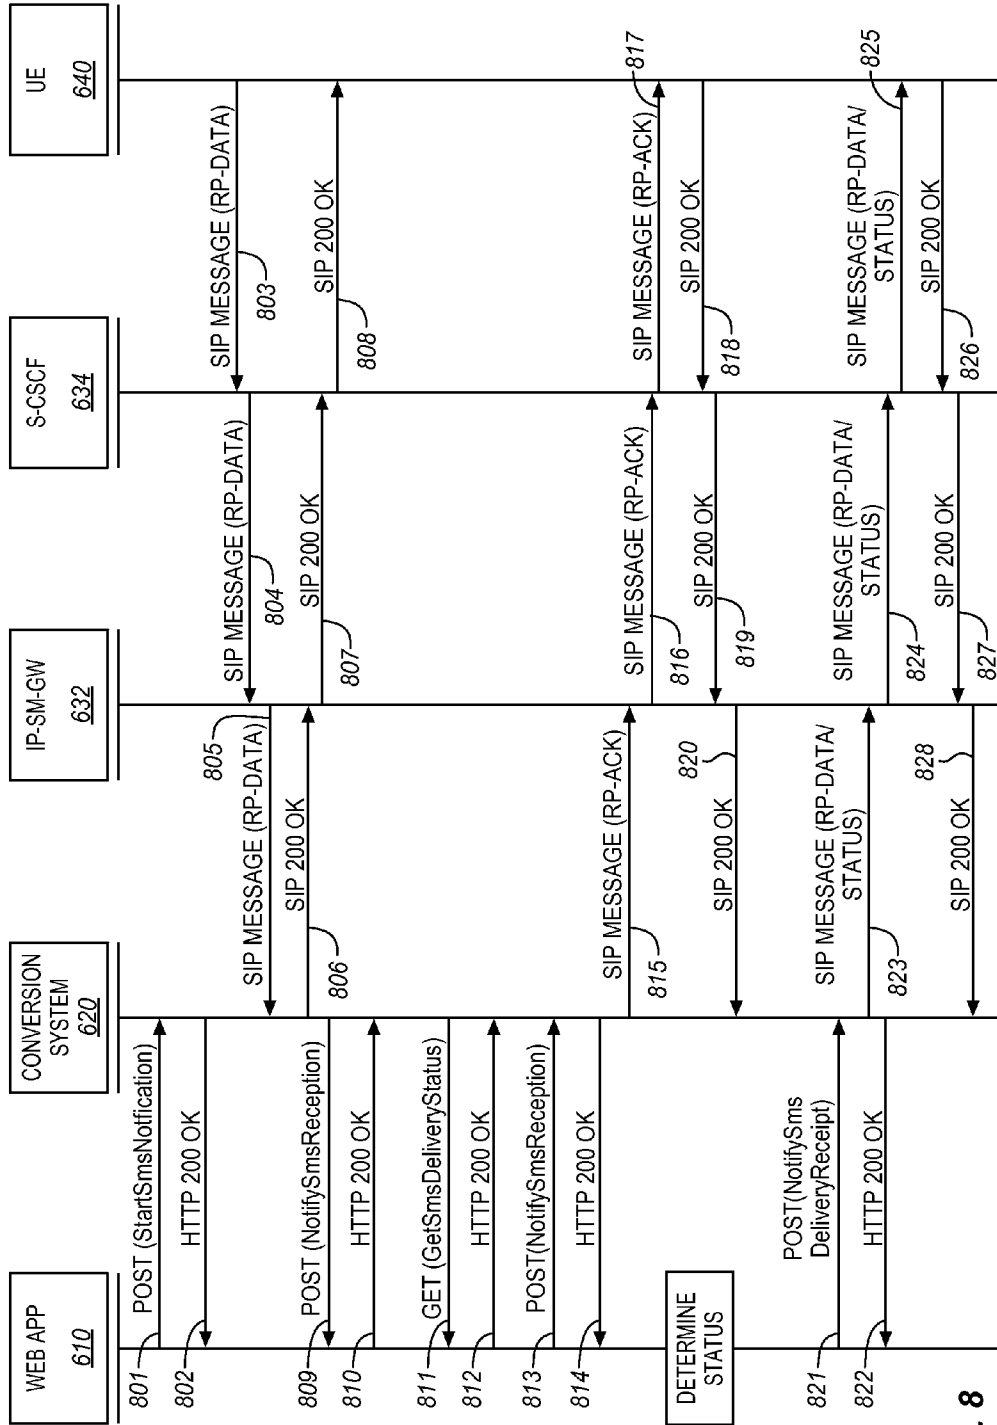 WEB APP
610
CONVERSION
SYSTEM
620
IP-SM-GW
632
S-CSCF
634
UE
640
801
POST (StartSmsNotfication)
802
HTTP 200 OK
SIP MESSAGE (RP-DATA)
803
SIP MESSAGE (RP-DATA)
804
805
SIP MESSAGE (RP-DATA)
SIP 200 OK
806
SIP 200 OK
807
SIP 200 OK
808
809
POST (NotifySmsReception)
810
HTTP 200 OK
811
GET (GetSmsDeliveryStatus)
812
HTTP 200 OK
813
POST(NotifySmsReception)
814
HTTP 200 OK
SIP MESSAGE (RP-ACK)
815
SIP MESSAGE (RP-ACK)
816
SIP MESSAGE (RP-ACK)
817
SIP 200 OK
818
SIP 200 OK
819
820
SIP 200 OK
DETERMINE
STATUS
821
POST(NotifySms
DeliveryReceipt)
822
HTTP 200 OK
SIP MESSAGE (RP-DATA/
STATUS)
823
SIP MESSAGE (RP-DATA/
STATUS)
824
SIP MESSAGE (RP-DATA/
STATUS)
825
SIP 200 OK
826
SIP 200 OK
827
828
SIP 200 OK
. 8